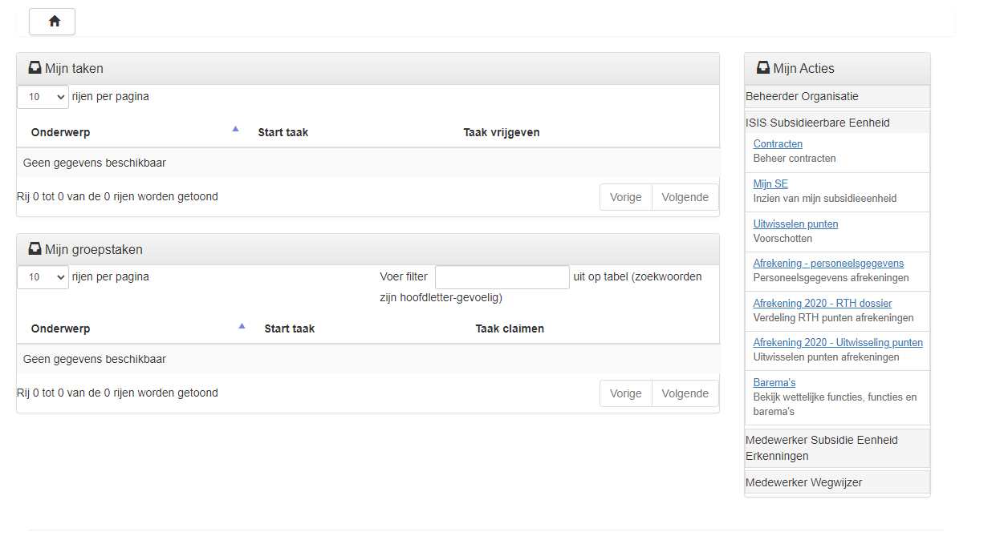 Mijn taken
10 rijen per pagina
Onderwerp Start taak Taak vrijgeven
Geen gegevens beschikbaar
Rij 0 tot 0 van de 0 rijen worden getoond Vorige Volgende
Mijn groepstaken
10 rijen per pagina Voer filter uit op tabel (zoekwoorden
zijn hoofdletter-gevoelig)
Onderwerp Start taak Taak claimen
Geen gegevens beschikbaar
Rij 0 tot 0 van de 0 rijen worden getoond Vorige Volgende
Mijn Acties
Beheerder Organisatie
ISIS Subsidieerbare Eenheid
Contracten
Beheer contracten
Mijn SE
Inzien van mijn subsidieeenheid
Uitwisselen punten
Voorschotten
Afrekening - personeelsgegevens
Personeelsgegevens afrekeningen
Afrekening 2020 - RTH dossier
Verdeling RTH punten afrekeningen
Afrekening 2020 - Uitwisseling punten
Uitwisselen punten afrekeningen
Barema's
Bekijk wettelijke functies, functies en
barema's
Medewerker Subsidie Eenheid
Erkenningen
Medewerker Wegwijzer